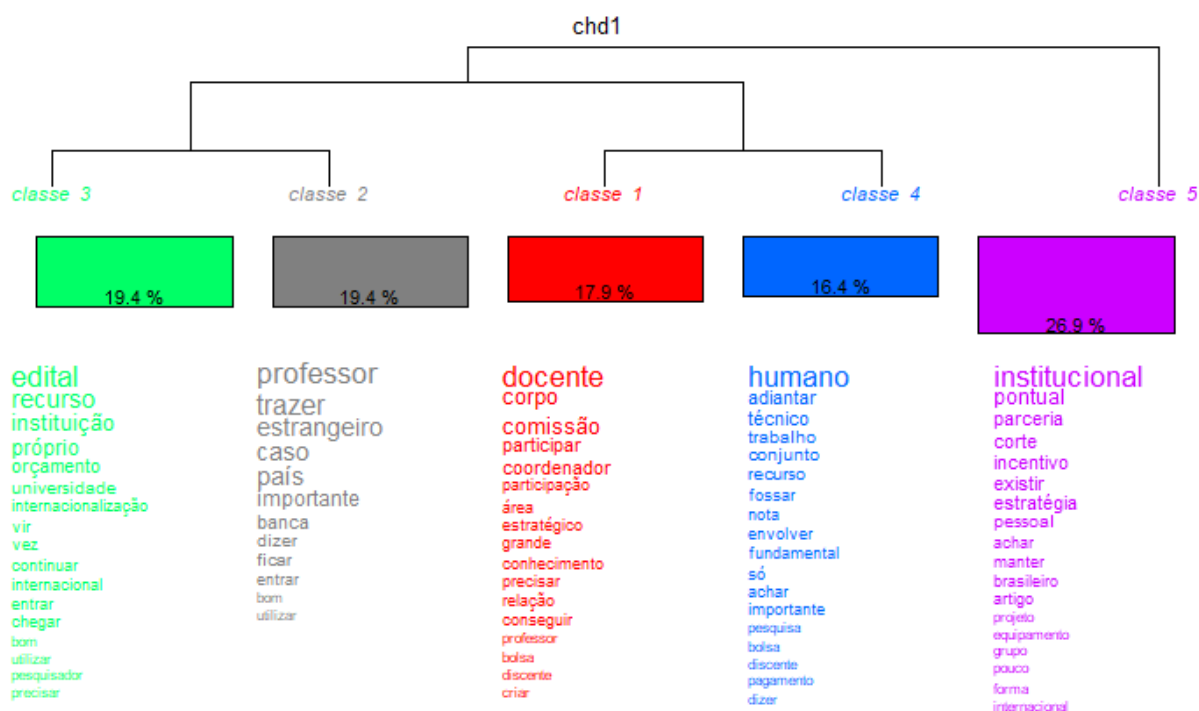 chd1
classe 3
classe 2
classe 1
classe 4
classe 5
19.4 %
19.4 %
17.9 %
16.4 %
26.9 %
edital
recurso
instituição
próprio
orçamento
universidade
internacionalização
vir
vez
continuar
internacional
entrar
chegar
bom
utilizar
pesquisador
precisar
professor
trazer
estrangeiro
caso
país
importante
banca
dizer
ficar
entrar
bom
utilizar
docente
corpo
comissão
participar
coordenador
participação
área
estratégico
grande
conhecimento
precisar
relação
conseguir
professor
bolsa
discente
criar
humano
adiantar
técnico
trabalho
conjunto
recurso
fossar
nota
envolver
fundamental
só
achar
importante
pesquisa
bolsa
discente
pagamento
dizer
institucional
pontual
parceria
corte
incentivo
existir
estratégia
pessoal
achar
manter
brasileiro
artigo
projeto
equipamento
grupo
pouco
forma
internacional